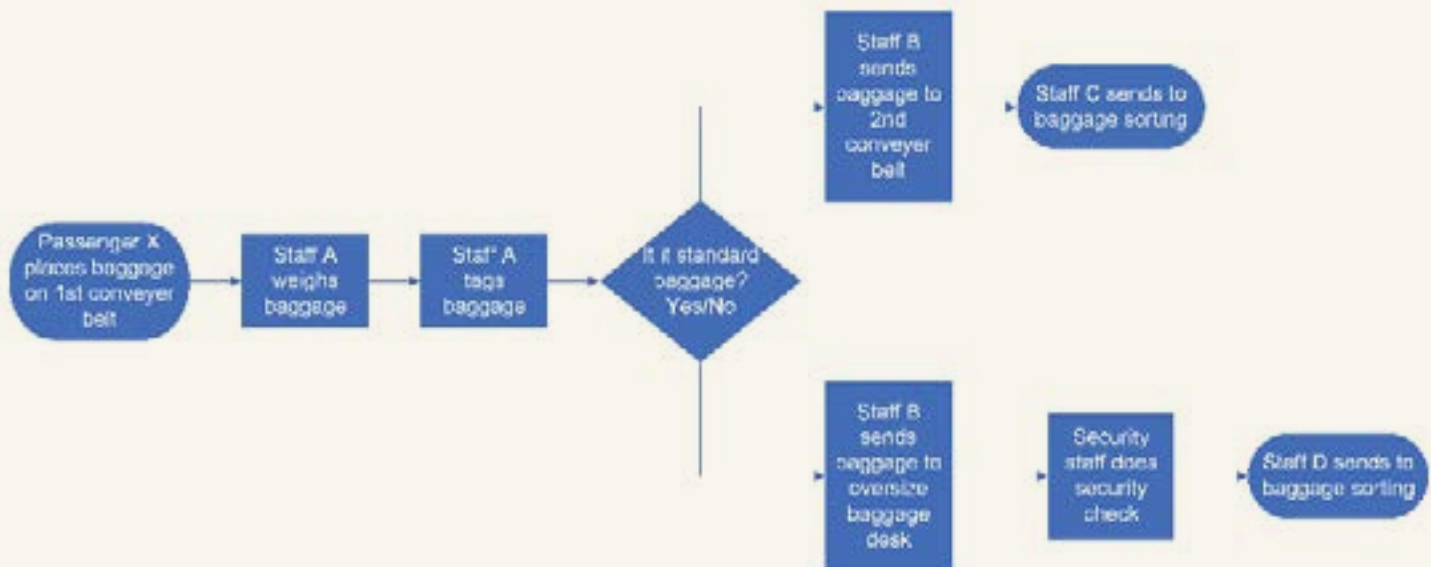 Passangar X
places baggage
on 1st conveyer
belt
Staff A
weighs
baggage
Staff A
tags
baggage
It it standard
baggage?
Yes/No
Staff B
sends
baggage to
2nd
conveyer
belt
Staff C sends to
baggage sorting
Staff B
sends
baggage to
oversize
baggage
desk
Security
staff does
security
check
Staff D sends to
baggage sorting